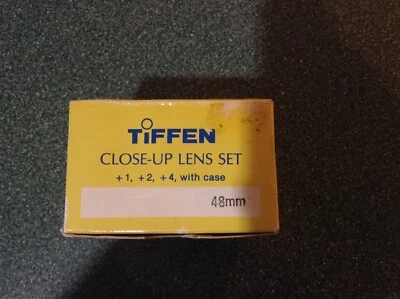 TIFFEN
CLOSE-UP LENS SET
+1, +2, +4, with case
48mm